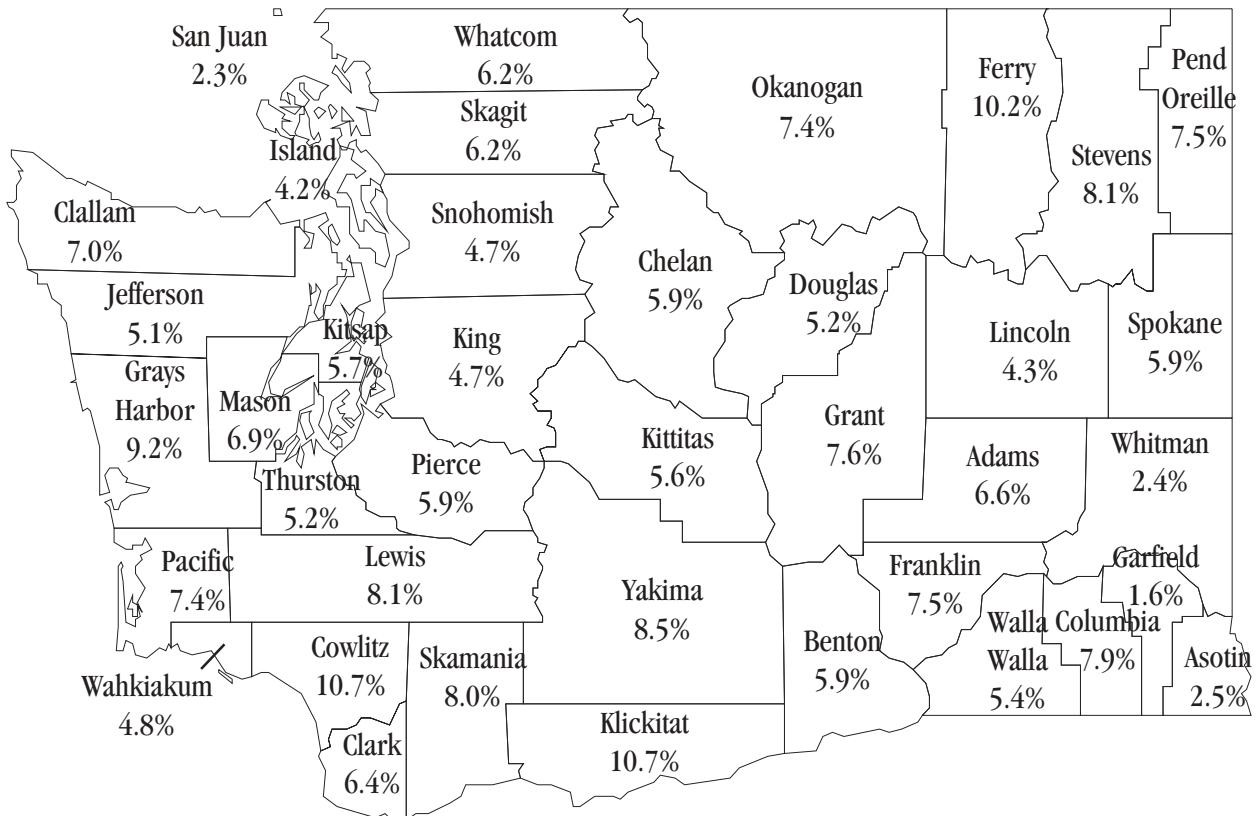 San Juan
2.3%
Whatcom
6.2%
Skagit
6.2%
Island
4.2%
Okanogan
7.4%
Ferry
10.2%
Pend
Oreille
7.5%
Stevens
8.1%
Clallam
7.0%
Snohomish
4.7%
Chelan
5.9%
Douglas
5.2%
Jefferson
5.1%
Kitsap
5.7%
King
4.7%
Lincoln
4.3%
Spokane
5.9%
Grays
Harbor
9.2%
Mason
6.9%
Thurston
5.2%
Pierce
5.9%
Kittitas
5.6%
Grant
7.6%
Adams
6.6%
Whitman
2.4%
Pacific
7.4%
Lewis
8.1%
Yakima
8.5%
Franklin
7.5%
Garfield
1.6%
Benton
5.9%
Walla
Walla
5.4%
Columbia
7.9%
Asotin
2.5%
Wahkiakum
4.8%
Cowlitz
10.7%
Skamania
8.0%
Clark
6.4%
Klickitat
10.7%